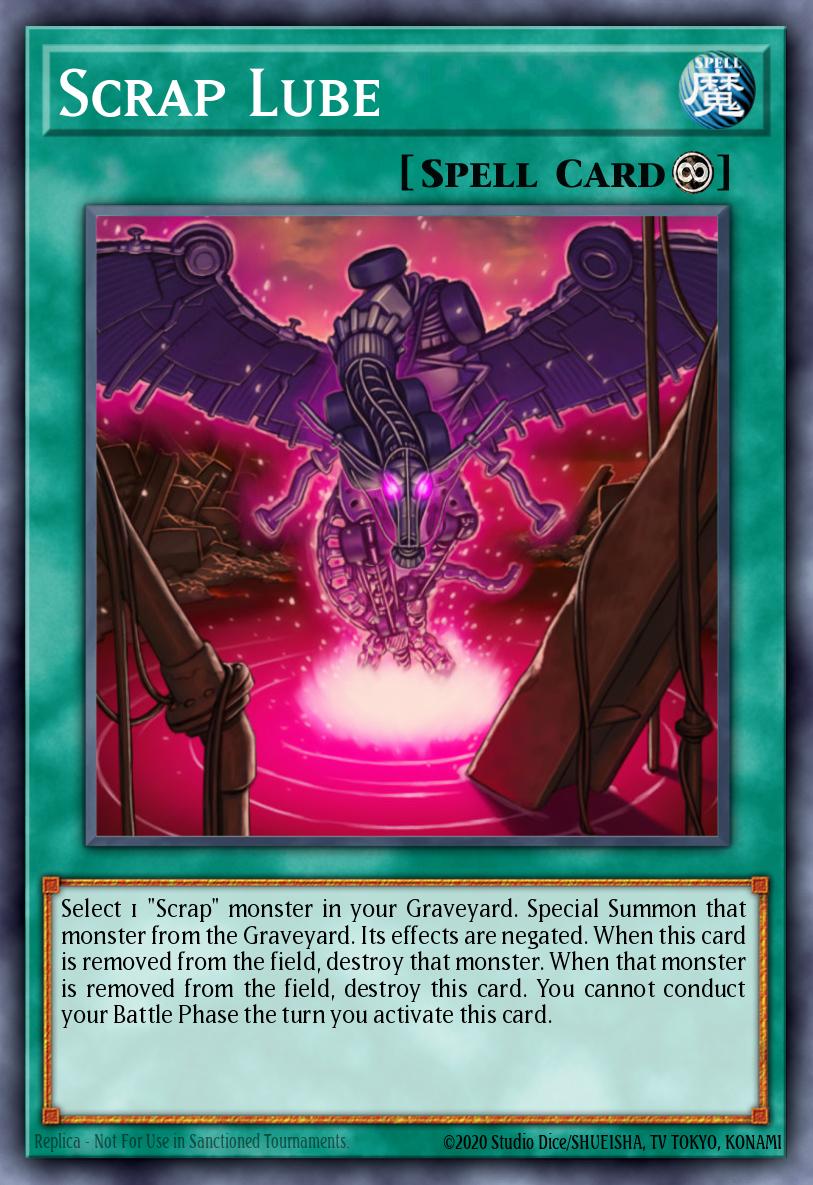 Scrap Lube
SPELL
魔
[Spell Card]
Select 1 "Scrap" monster in your Graveyard. Special Summon that
monster from the Graveyard. Its effects are negated. When this card
is removed from the field, destroy that monster. When that monster
is removed from the field, destroy this card. You cannot conduct
your Battle Phase the turn you activate this card.
Replica - Not For Use in Sanctioned Tournaments.
©2020 Studio Dice/SHUEISHA, TV TOKYO, KONAMI